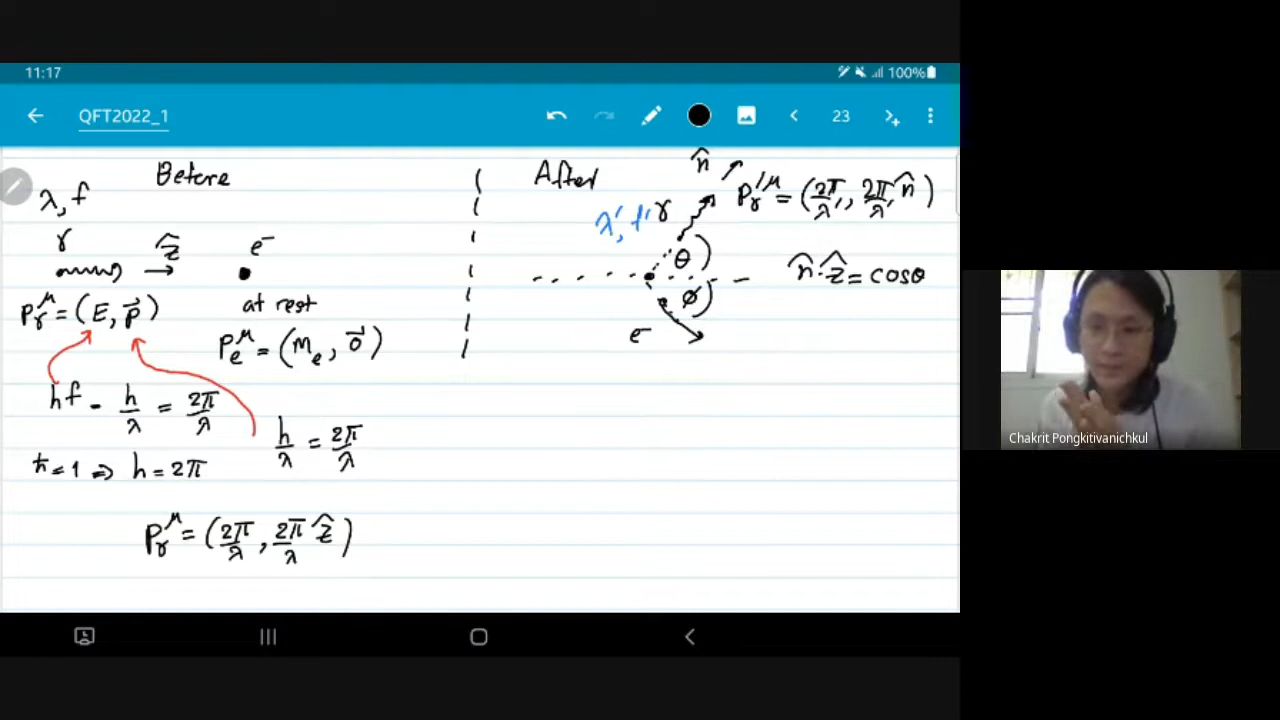 11:17
100%
QFT2022_1
23
Before
λ, f
γ
ẑ
e⁻
at rest
P_γ^μ = (E, p⃗)
P_e^μ = (m_e, 0⃗)
hf = h/λ = 2π/λ
h/λ = 2π/λ
ħ=1 ⇒ h = 2π
P_γ^μ = (2π/λ, 2π/λ ẑ)
After
n̂
λ', f' γ
P_γ'^μ = (2π/λ', 2π/λ' n̂)
θ
n̂·ẑ = cosθ
φ
e⁻
Chakrit Pongkitivanichkul